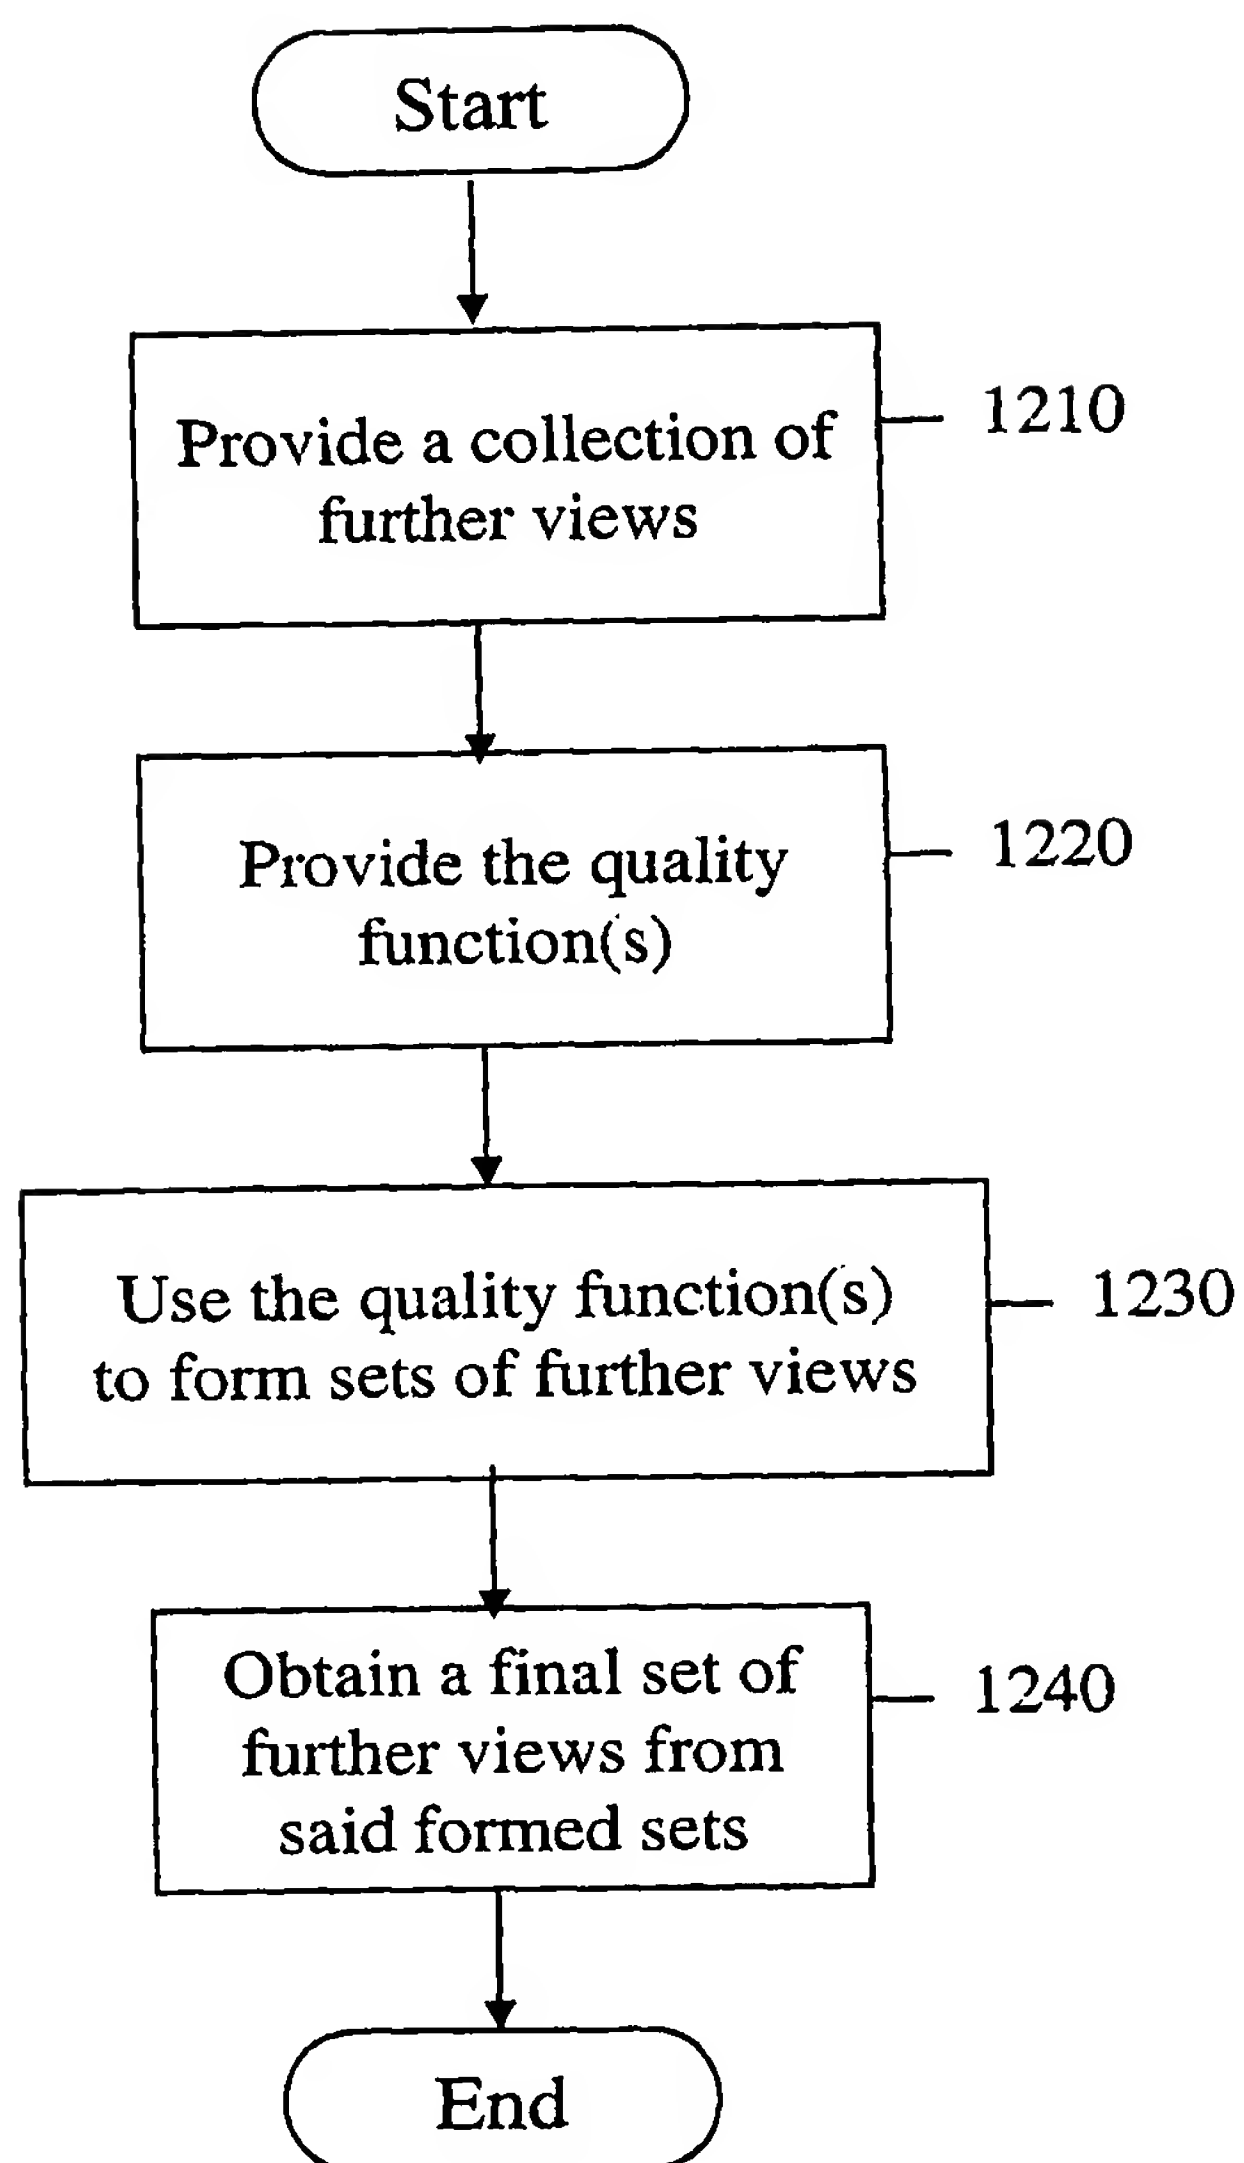 Start
Provide a collection of
further views
1210
Provide the quality
function(s)
1220
Use the quality function(s)
to form sets of further views
1230
Obtain a final set of
further views from
said formed sets
1240
End